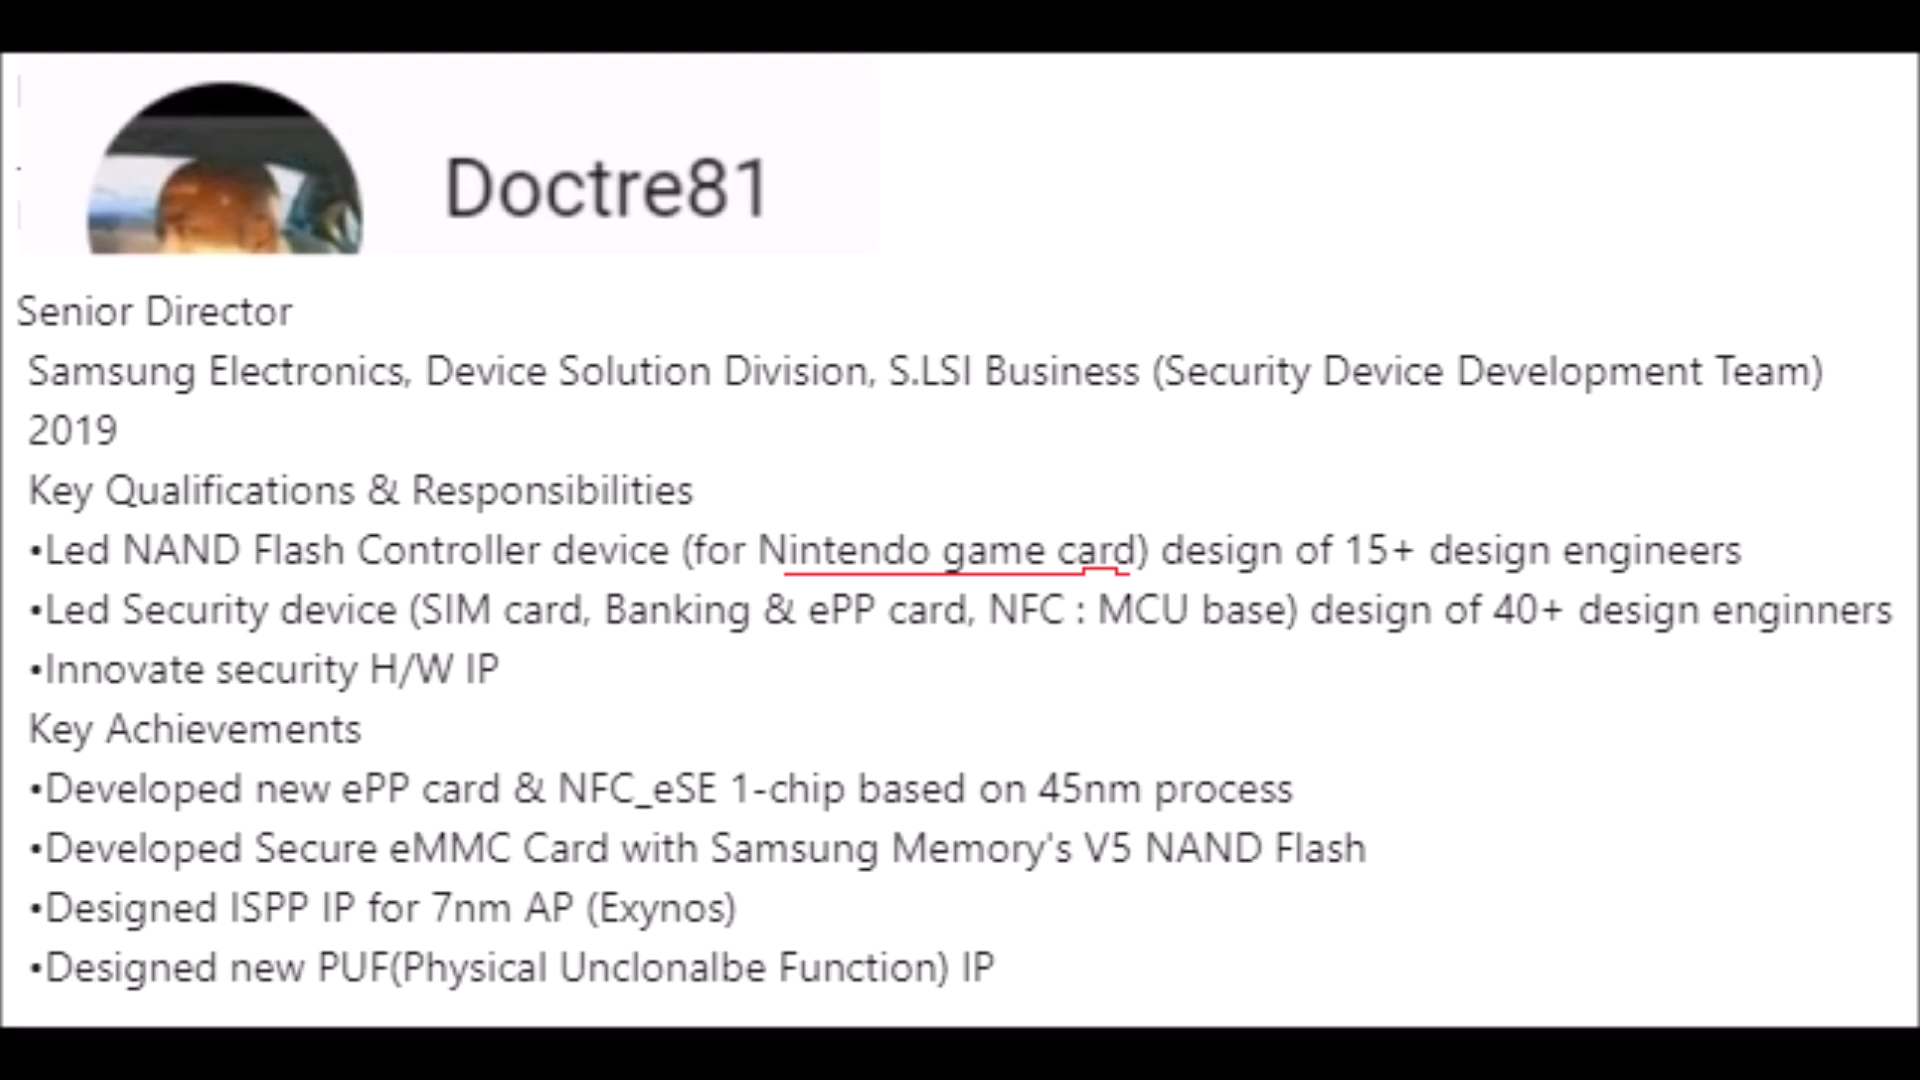 Doctre81
Senior Director
Samsung Electronics, Device Solution Division, S.LSI Business (Security Device Development Team)
2019
Key Qualifications & Responsibilities
•Led NAND Flash Controller device (for Nintendo game card) design of 15+ design engineers
•Led Security device (SIM card, Banking & ePP card, NFC : MCU base) design of 40+ design enginners
•Innovate security H/W IP
Key Achievements
•Developed new ePP card & NFC_eSE 1-chip based on 45nm process
•Developed Secure eMMC Card with Samsung Memory's V5 NAND Flash
•Designed ISPP IP for 7nm AP (Exynos)
•Designed new PUF(Physical Unclonalbe Function) IP